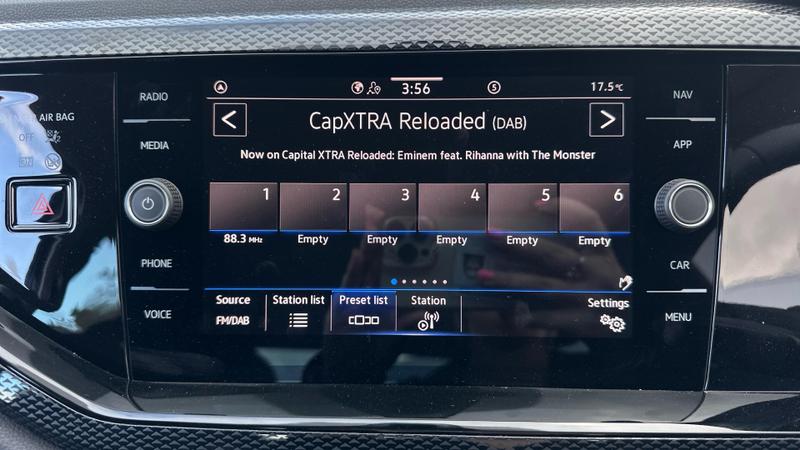 RADIO
MEDIA
PHONE
VOICE
AIR BAG
OFF
ON
3:56
5
17.5°C
CapXTRA Reloaded (DAB)
Now on Capital XTRA Reloaded: Eminem feat. Rihanna with The Monster
1 2 3 4 5 6
88.3 MHz Empty Empty Empty Empty Empty
Source Station list Preset list Station Settings
FM/DAB
NAV
APP
CAR
MENU